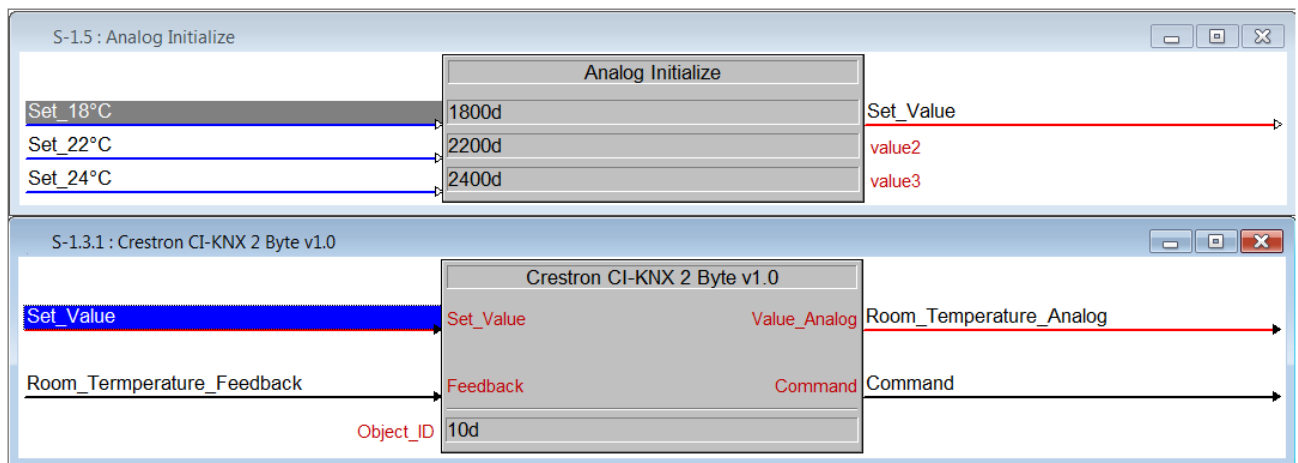 S-1.5 : Analog Initialize
Analog Initialize
Set_18°C 1800d Set_Value
Set_22°C 2200d value2
Set_24°C 2400d value3
S-1.3.1 : Crestron CI-KNX 2 Byte v1.0
Crestron CI-KNX 2 Byte v1.0
Set_Value Set_Value Value_Analog Room_Temperature_Analog
Room_Termperature_Feedback Feedback Command Command
Object_ID 10d